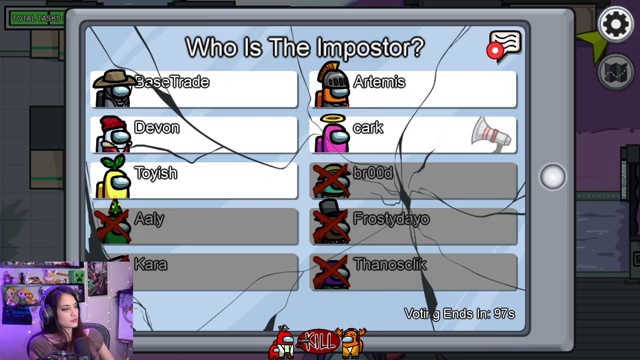 TOTAL TASKS
Who Is The Impostor?
BaseTrade
Artemis
Devon
cark
Toyish
br00d
Aaly
Frostydayo
Kara
Thanoselik
Voting Ends In: 97s
KILL